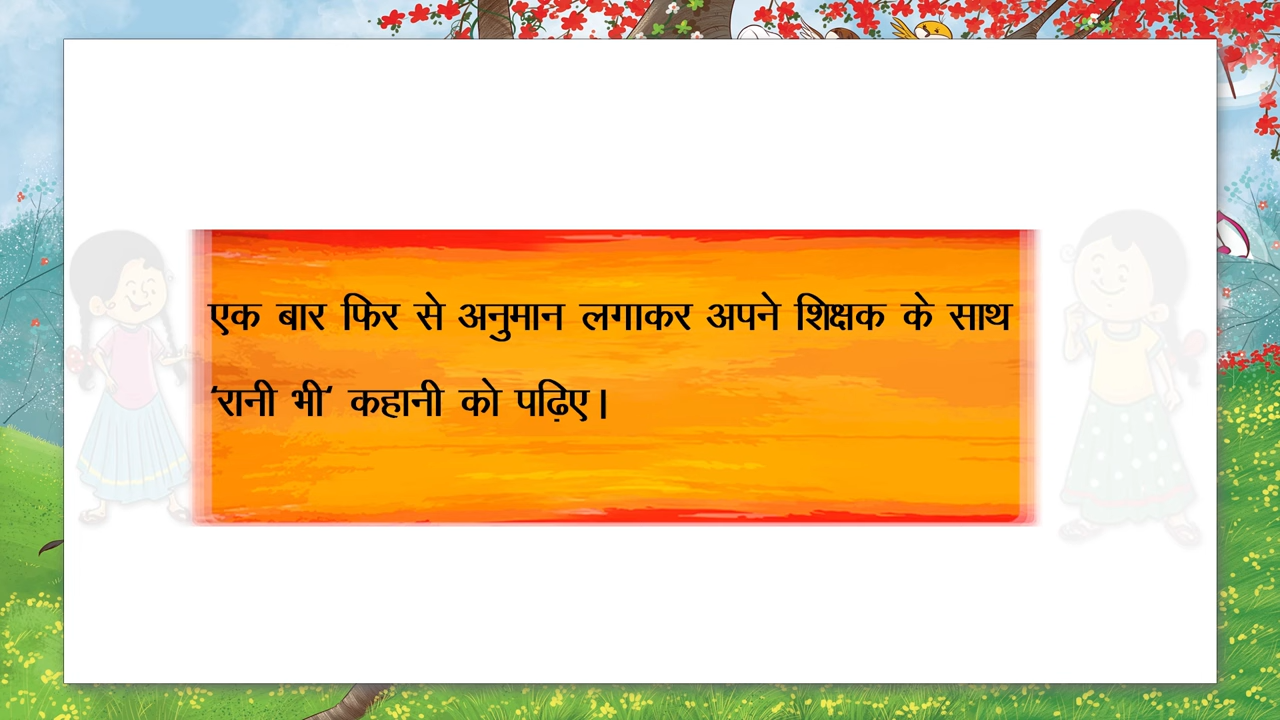 एक बार फिर से अनुमान लगाकर अपने शिक्षक के साथ
‘रानी भी‘ कहानी को पढ़िए।